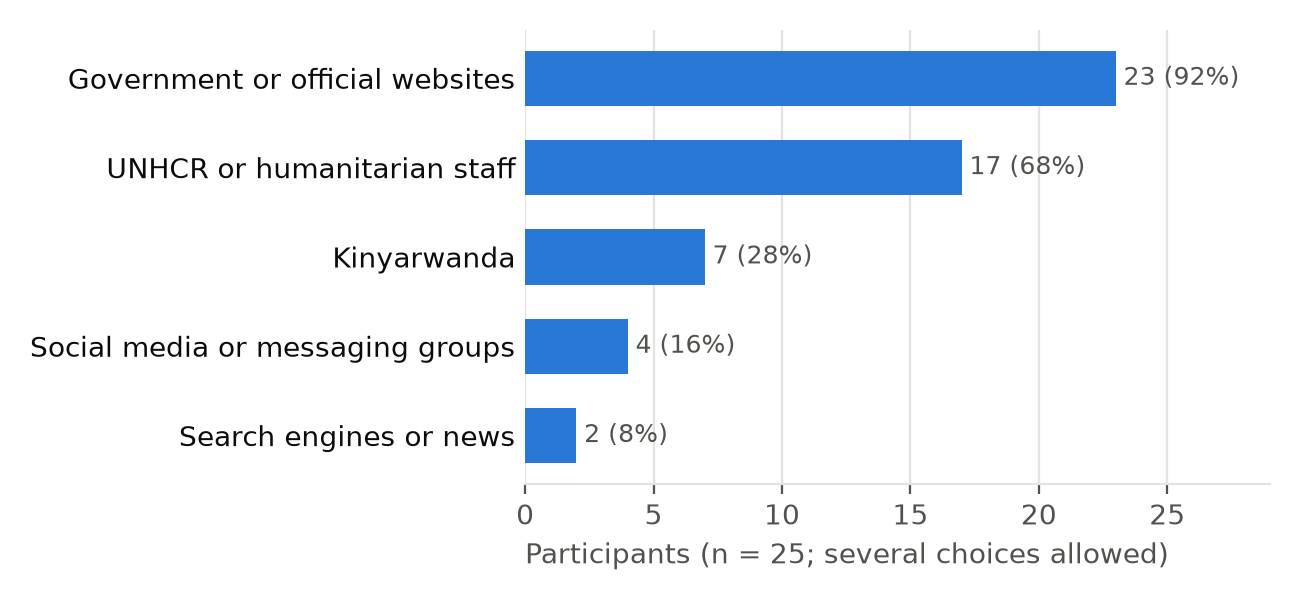 Government or official websites
23 (92%)
UNHCR or humanitarian staff
17 (68%)
Kinyarwanda
7 (28%)
Social media or messaging groups
4 (16%)
Search engines or news
2 (8%)
0 5 10 15 20 25
Participants (n = 25; several choices allowed)